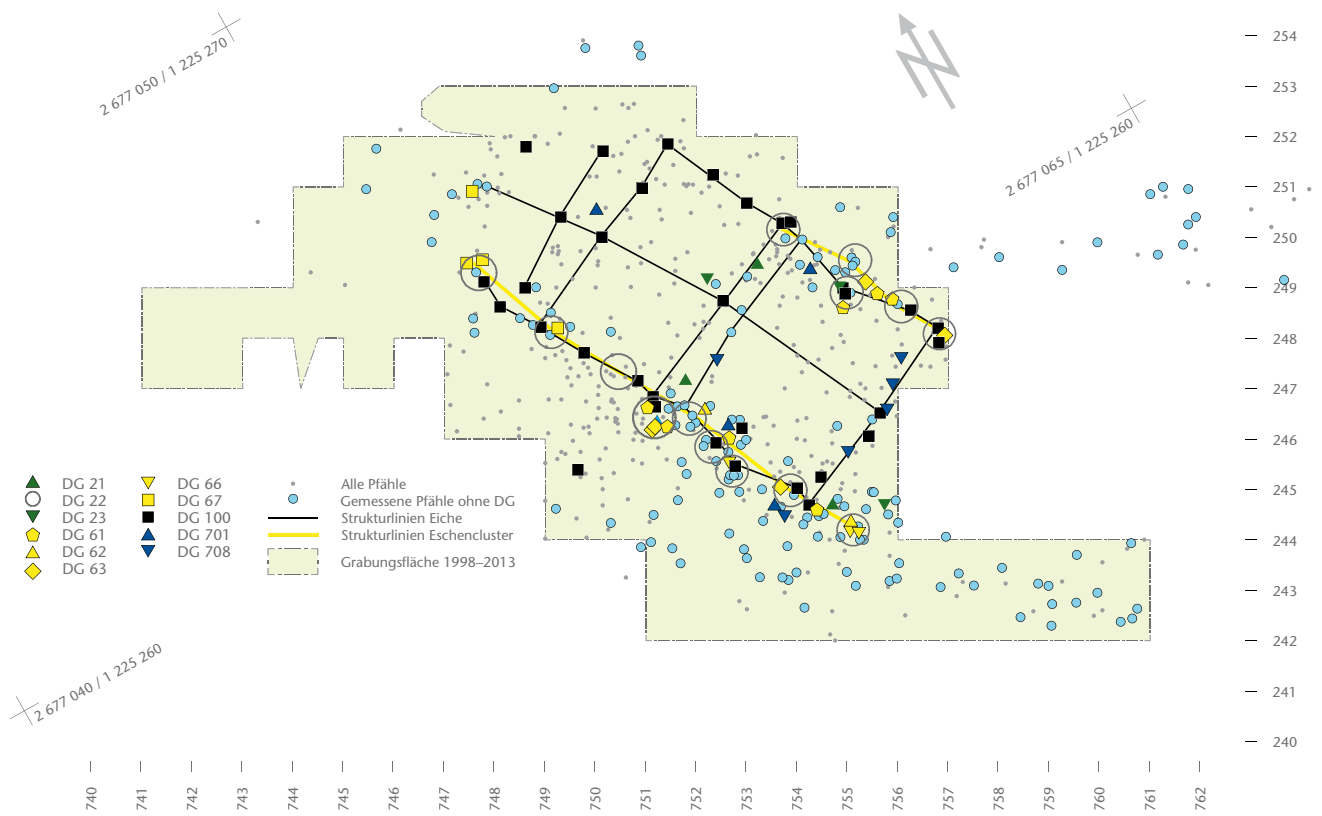 2 677 050 / 1 225 270
2 677 065 / 1 225 260
254
253
252
251
250
249
248
247
246
245
244
243
242
241
240
DG 21
DG 22
DG 23
DG 61
DG 62
DG 63
DG 66
DG 67
DG 100
DG 701
DG 708
Alle Pfähle
Gemessene Pfähle ohne DG
Strukturlinien Eiche
Strukturlinien Eschencluster
Grabungsfläche 1998–2013
2 677 040 / 1 225 260
740 741 742 743 744 745 746 747 748 749 750 751 752 753 754 755 756 757 758 759 760 761 762